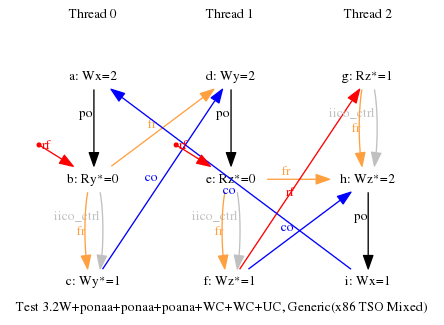 Thread 0 Thread 1 Thread 2
a: Wx=2 d: Wy=2 g: Rz*=1
po po iico_ctrl
fr fr
rf rf
b: Ry*=0 e: Rz*=0 fr h: Wz*=2
co co rf
iico_ctrl iico_ctrl po
fr fr co
c: Wy*=1 f: Wz*=1 i: Wx=1
Test 3.2W+ponaa+ponaa+poana+WC+WC+UC, Generic(x86 TSO Mixed)